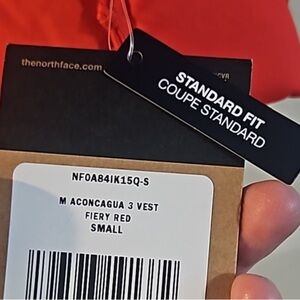 thenorthface.com
STANDARD FIT
COUPE STANDARD
NF0A84IK15Q-S
M ACONCAGUA 3 VEST
FIERY RED
SMALL